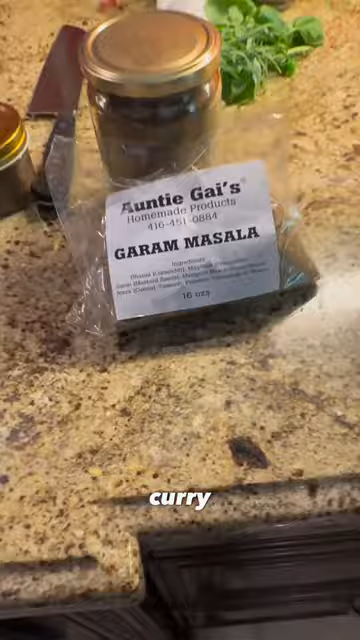 Auntie Gai's
Homemade Products
416-451-0884
GARAM MASALA
Ingredients
16 ozs
curry